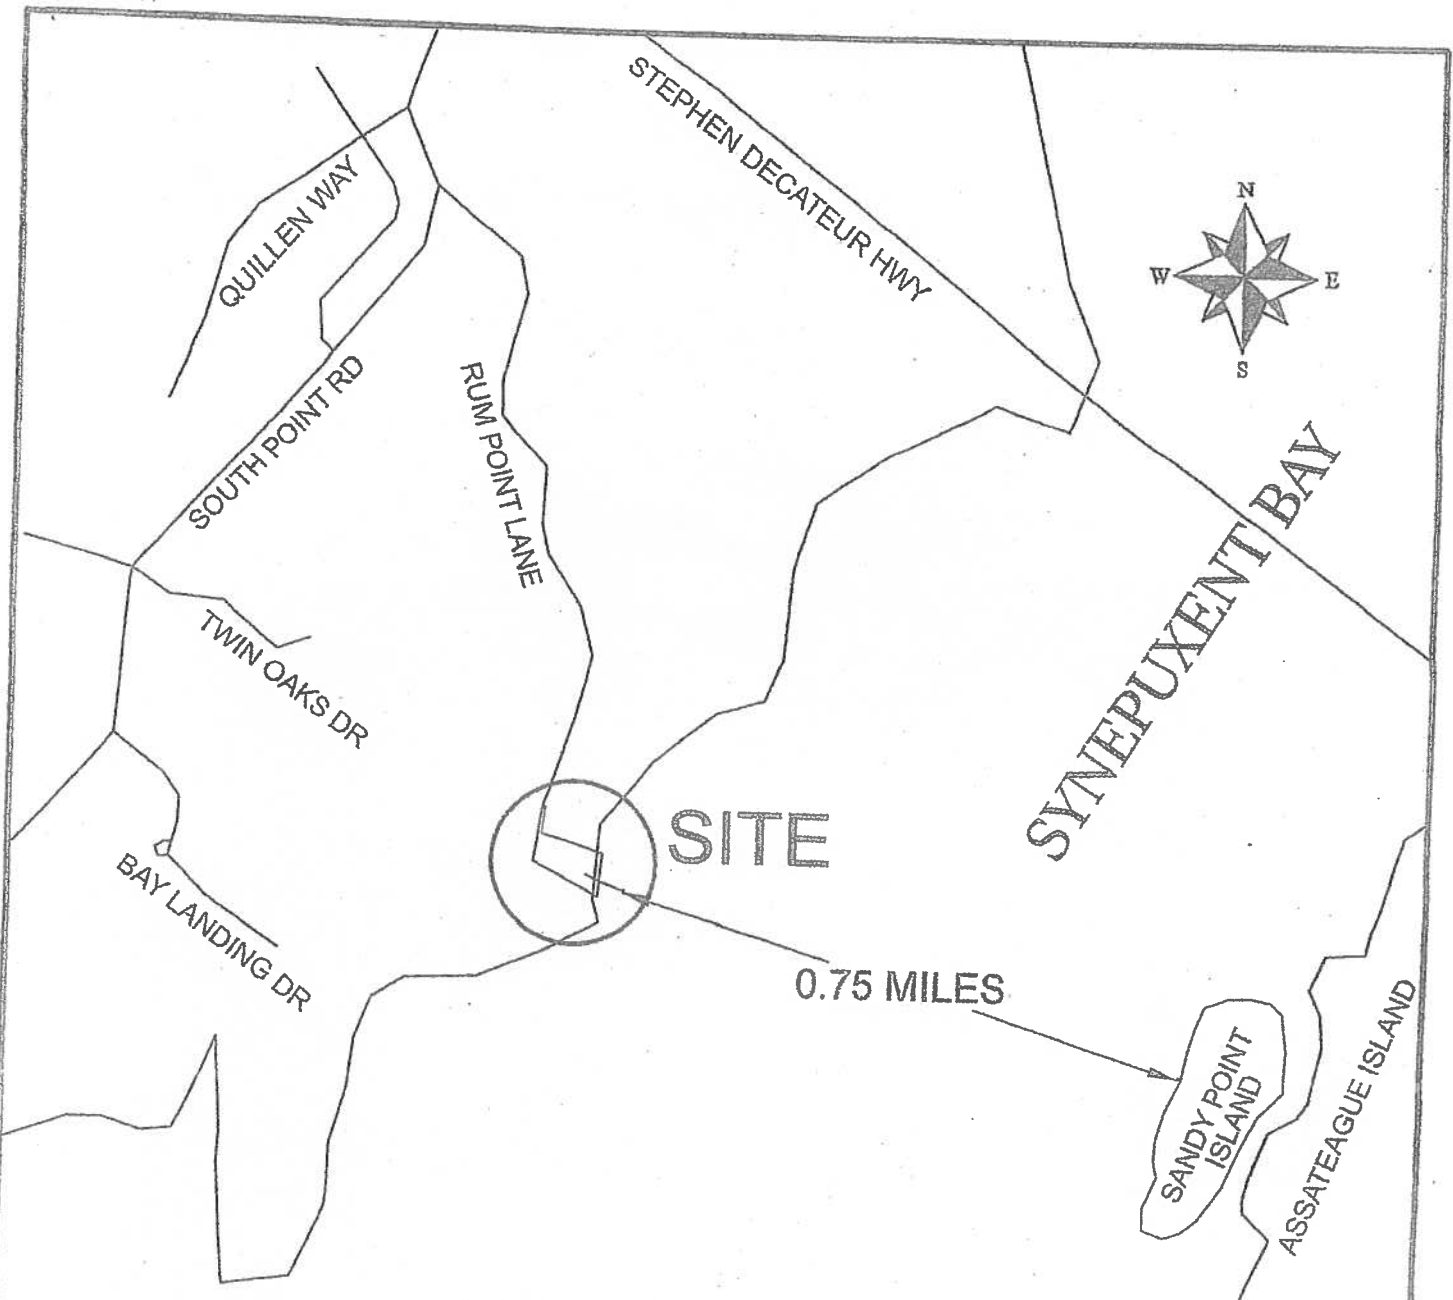 STEPHEN DECATEUR HWY
QUILLEN WAY
N
W
E
S
SOUTH POINT RD
RUM POINT LANE
SYNEPUXENT BAY
TWIN OAKS DR
SITE
BAY LANDING DR
0.75 MILES
SANDY POINT
ISLAND
ASSATEAGUE ISLAND